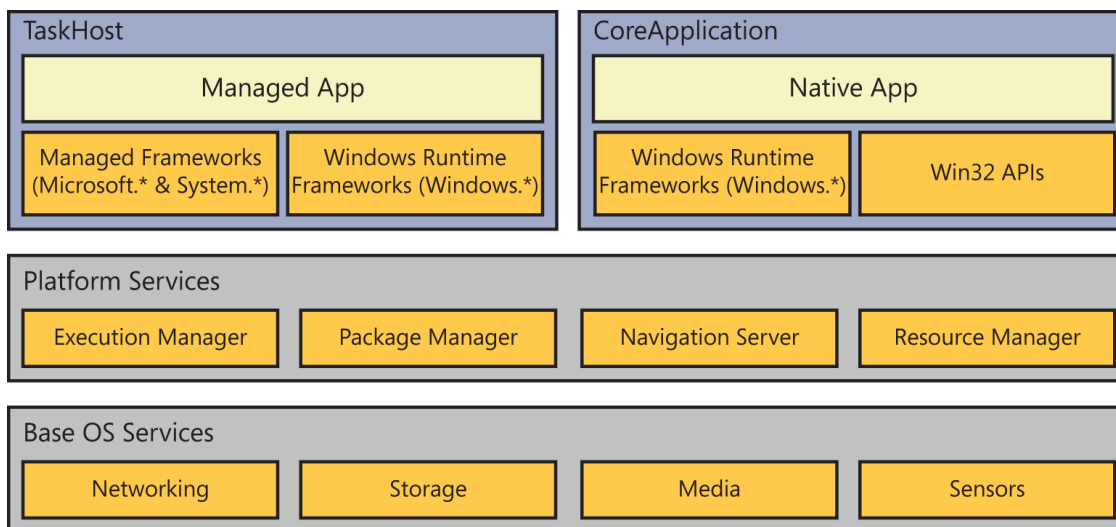 TaskHost
Managed App
Managed Frameworks
(Microsoft.* & System.*)
Windows Runtime
Frameworks (Windows.*)
CoreApplication
Native App
Windows Runtime
Frameworks (Windows.*)
Win32 APIs
Platform Services
Execution Manager
Package Manager
Navigation Server
Resource Manager
Base OS Services
Networking
Storage
Media
Sensors